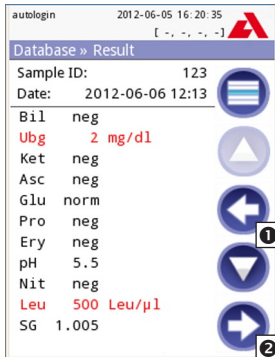 autologin 2012-06-05 16:20:35
[ -, -, -, -]
Database » Result
Sample ID: 123
Date: 2012-06-06 12:13
Bil neg
Ubg 2 mg/dl
Ket neg
Asc neg
Glu norm
Pro neg
Ery neg
pH 5.5
Nit neg
Leu 500 Leu/µl
SG 1.005
1
2